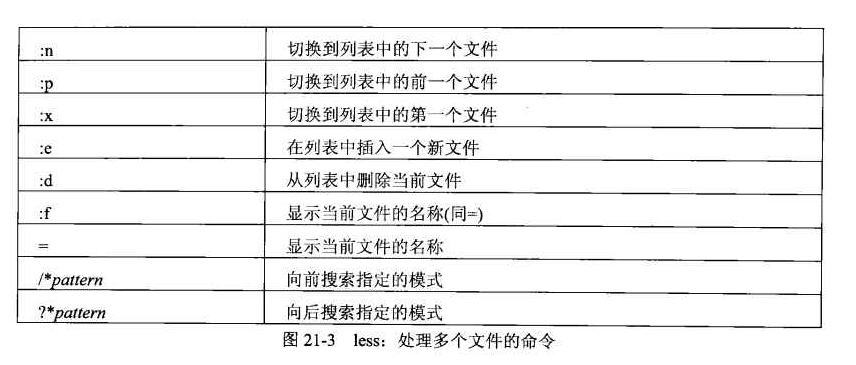 :n 切换到列表中的下一个文件
:p 切换到列表中的前一个文件
:x 切换到列表中的第一个文件
:e 在列表中插入一个新文件
:d 从列表中删除当前文件
:f 显示当前文件的名称(同=)
= 显示当前文件的名称
/*pattern 向前搜索指定的模式
?*pattern 向后搜索指定的模式
图 21-3 less：处理多个文件的命令